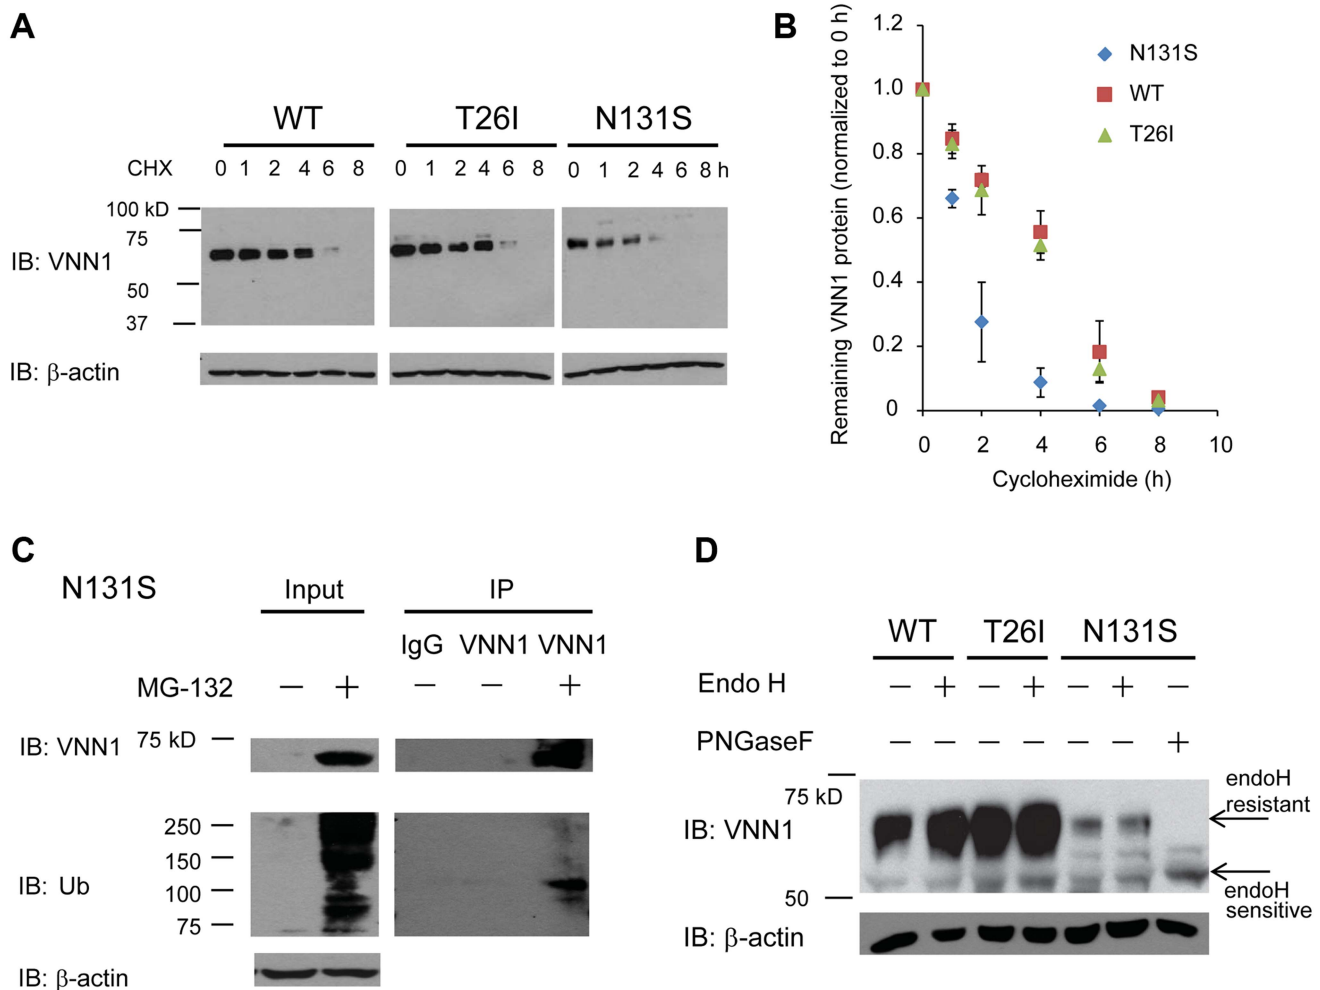 A
WT T26I N131S
CHX 0 1 2 4 6 8 0 1 2 4 6 8 0 1 2 4 6 8 h
100 kD
75
IB: VNN1
50
37
IB: β-actin
B
Remaining VNN1 protein (normalized to 0 h)
1.2
1.0
0.8
0.6
0.4
0.2
0
0 2 4 6 8 10
Cycloheximide (h)
N131S
WT
T26I
C
N131S
Input IP
IgG VNN1 VNN1
MG-132 − + − − +
IB: VNN1 75 kD
250
150
IB: Ub 100
75
IB: β-actin
D
WT T26I N131S
Endo H − + − + − + −
PNGaseF − − − − − − +
75 kD
IB: VNN1
50
endoH
resistant
endoH
sensitive
IB: β-actin